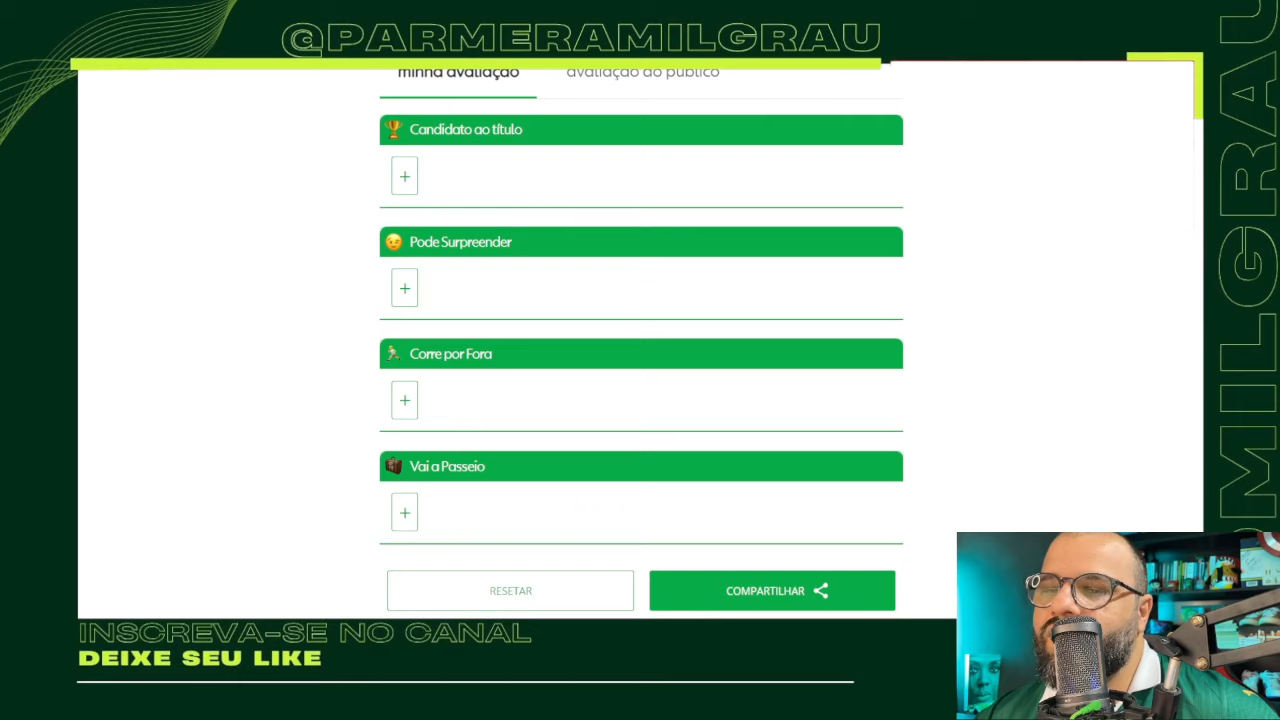 @PARMERAMILGRAU
minha avaliação
avaliação do público
Candidato ao título
+
Pode Surpreender
+
Corre por Fora
+
Vai a Passeio
+
RESETAR
COMPARTILHAR
INSCREVA-SE NO CANAL
DEIXE SEU LIKE
OMILGRAU